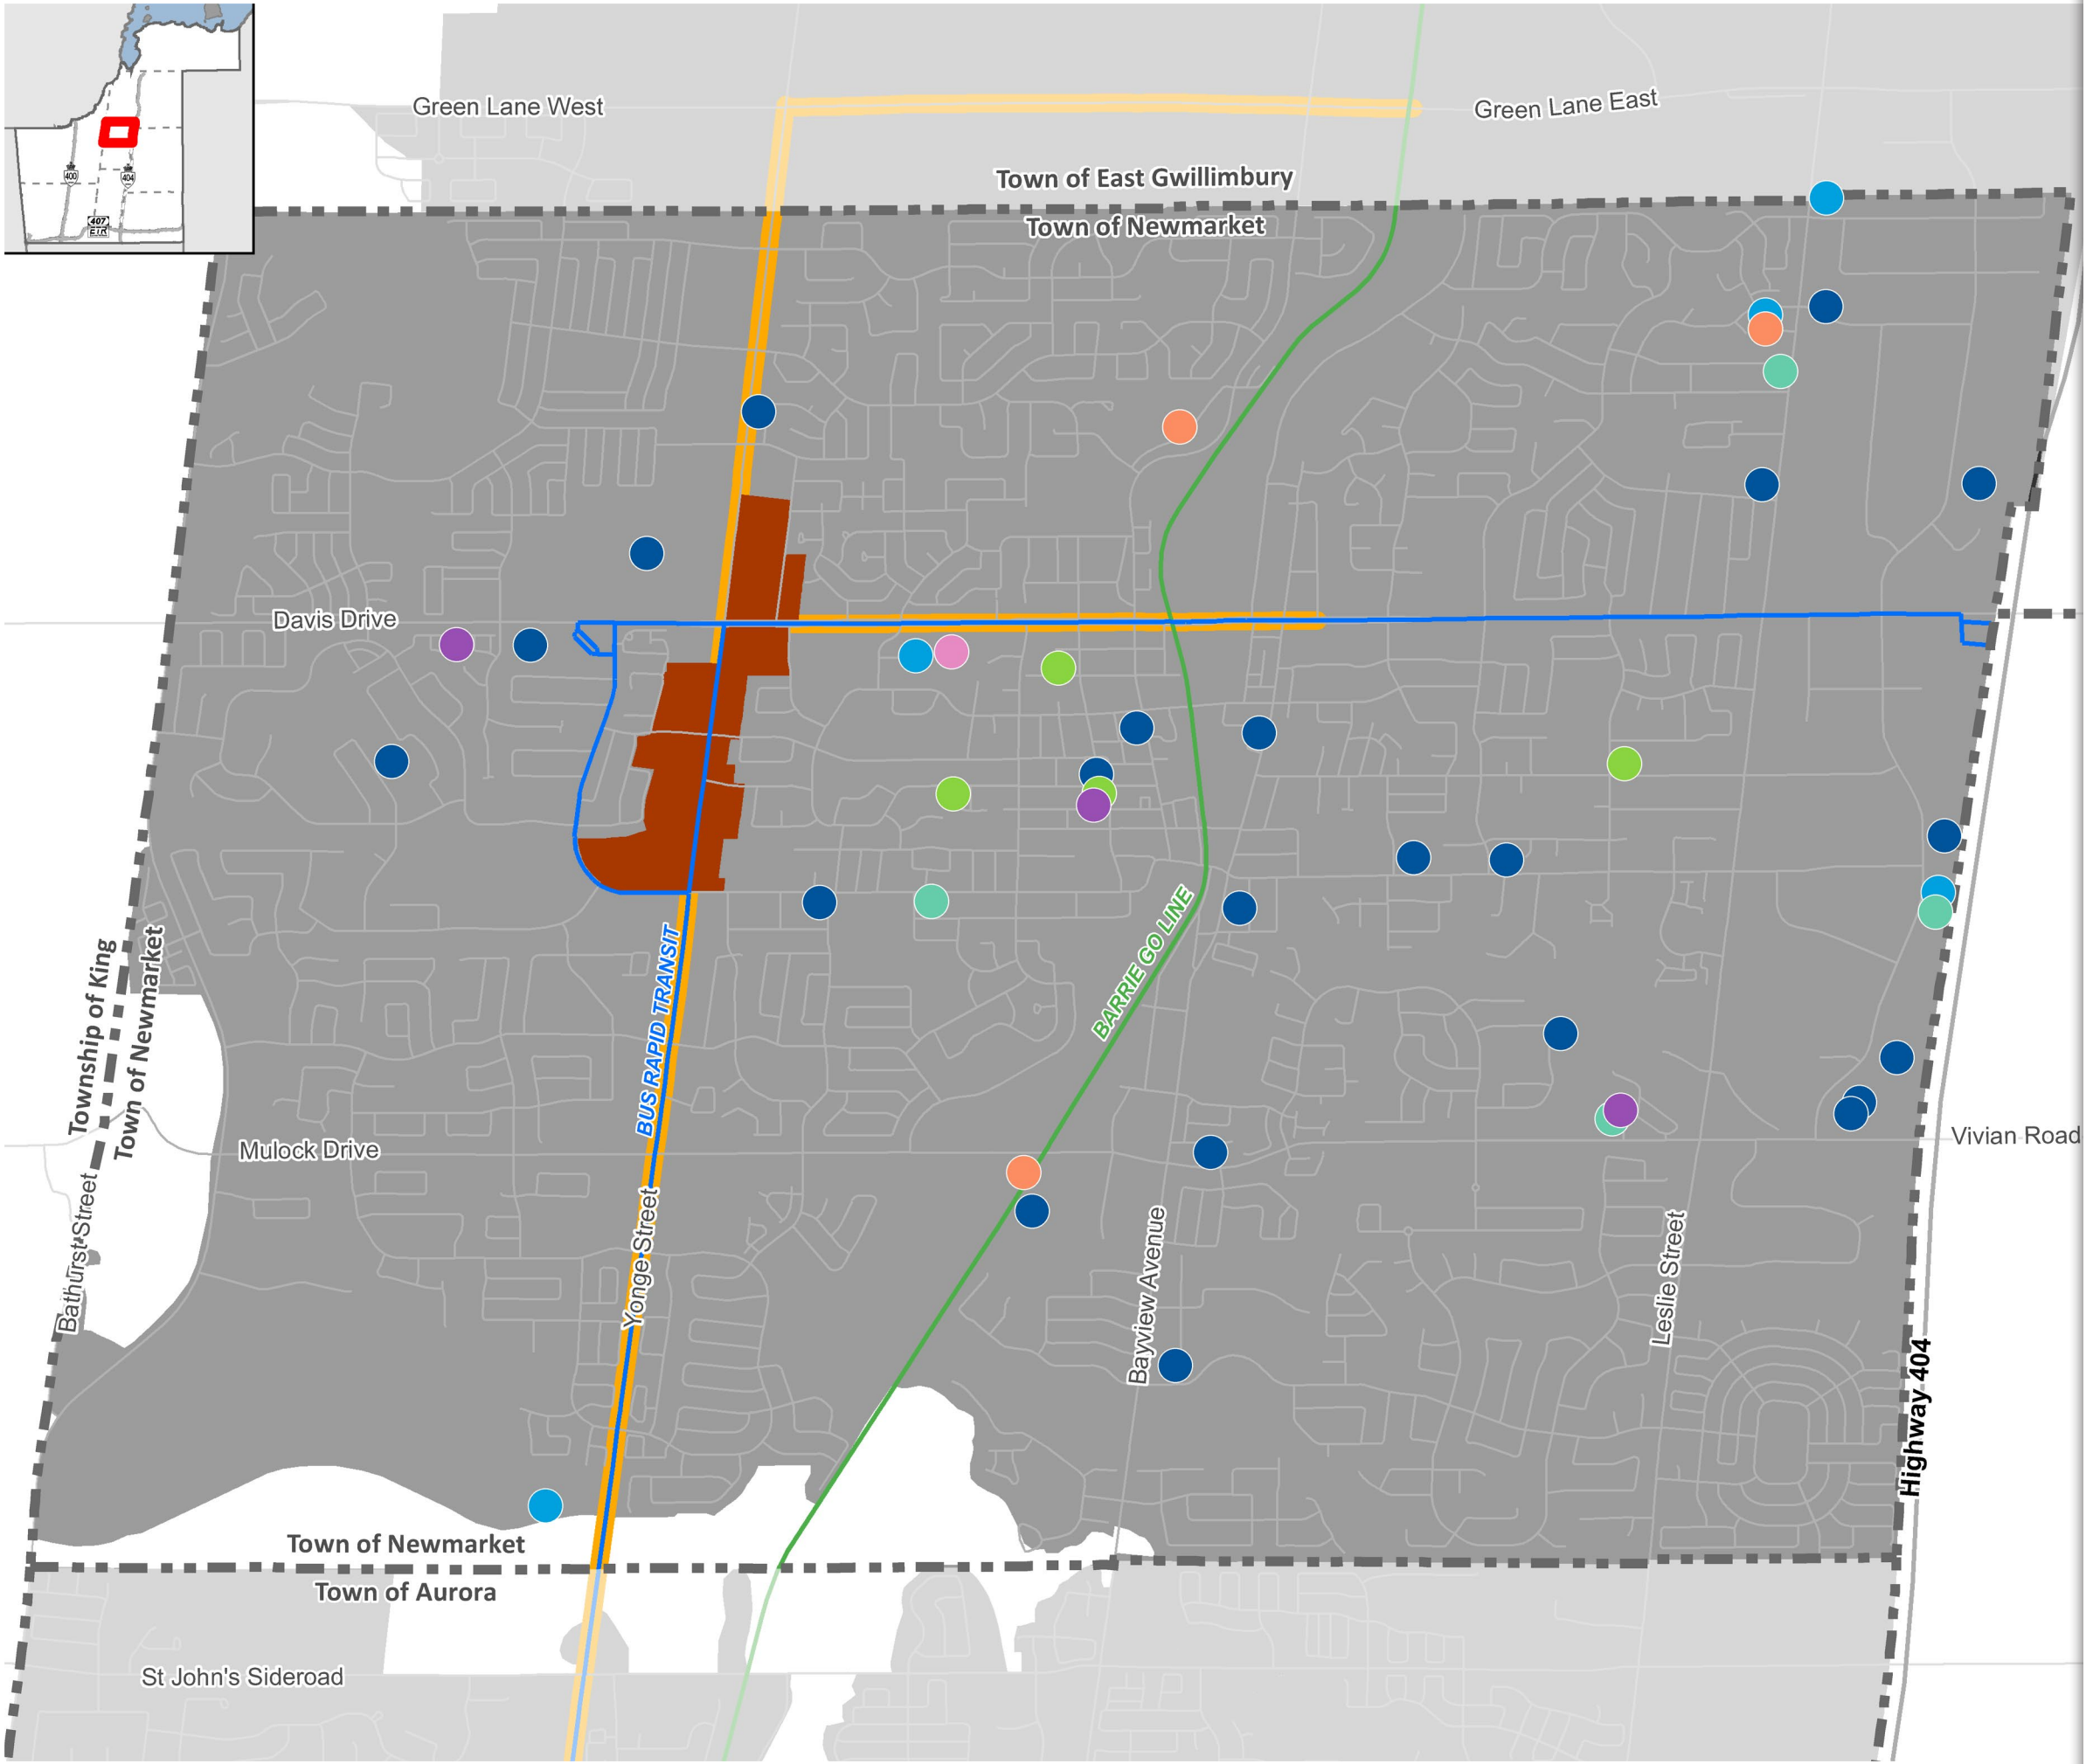 Green Lane West
Green Lane East
Town of East Gwillimbury
Town of Newmarket
400
404
407
ETR
Davis Drive
BARRIE GO LINE
BUS RAPID TRANSIT
Township of King
Town of Newmarket
Mulock Drive
Vivian Road
Bathurst Street
Yonge Street
Bayview Avenue
Leslie Street
Highway 404
Town of Newmarket
Town of Aurora
St John's Sideroad